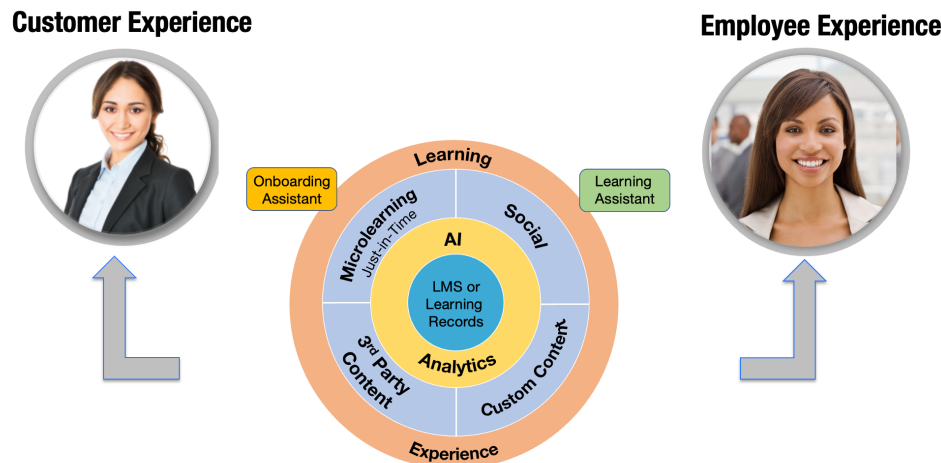 Customer Experience
Employee Experience
Learning
Onboarding
Assistant
Learning
Assistant
Microlearning
Just-in-Time
Social
AI
LMS or
Learning
Records
Analytics
3rd Party
Content
Custom Content
Experience